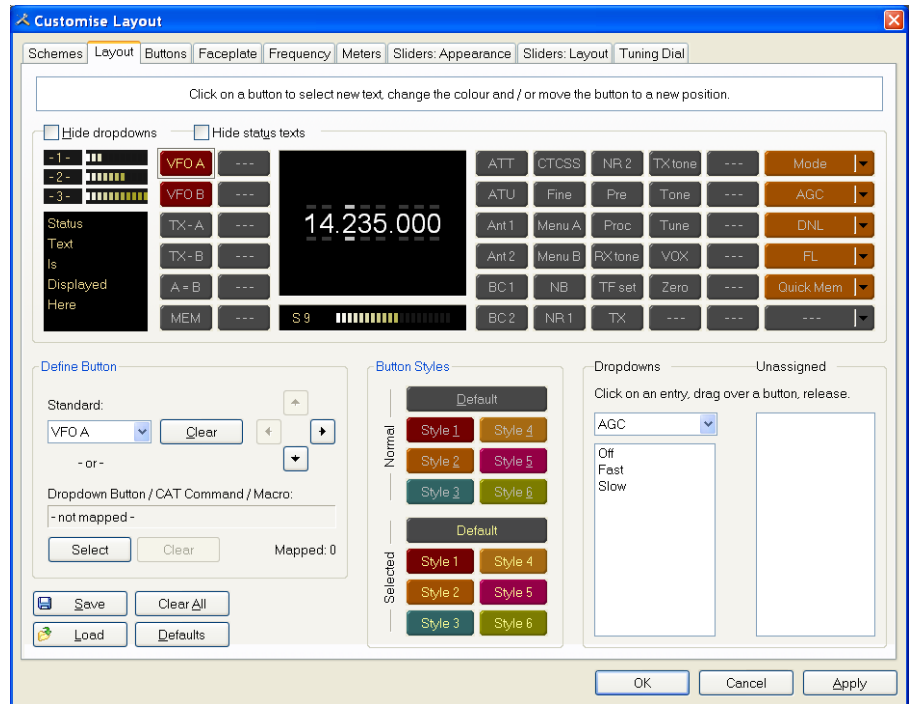 Customise Layout
Schemes Layout Buttons Faceplate Frequency Meters Sliders: Appearance Sliders: Layout Tuning Dial
Click on a button to select new text, change the colour and / or move the button to a new position.
Hide dropdowns Hide status texts
-1- VFO A --- ATT CTCSS NR 2 TX tone --- Mode
-2-
-3- VFO B --- ATU Fine Pre Tone --- AGC
Status TX-A --- 14.235.000 Ant 1 Menu A Proc Tune --- DNL
Text
Is TX-B --- Ant 2 Menu B RX tone VOX --- FL
Displayed A = B --- BC 1 NB TF set Zero --- Quick Mem
Here
MEM --- S 9 BC 2 NR 1 TX --- --- ---
Define Button
Standard:
VFO A Clear
- or -
Dropdown Button / CAT Command / Macro:
- not mapped -
Select Clear Mapped: 0
Save Clear All
Load Defaults
Button Styles
Normal
Default
Style 1 Style 4
Style 2 Style 5
Style 3 Style 6
Selected
Default
Style 1 Style 4
Style 2 Style 5
Style 3 Style 6
Dropdowns Unassigned
Click on an entry, drag over a button, release.
AGC
Off
Fast
Slow
OK Cancel Apply